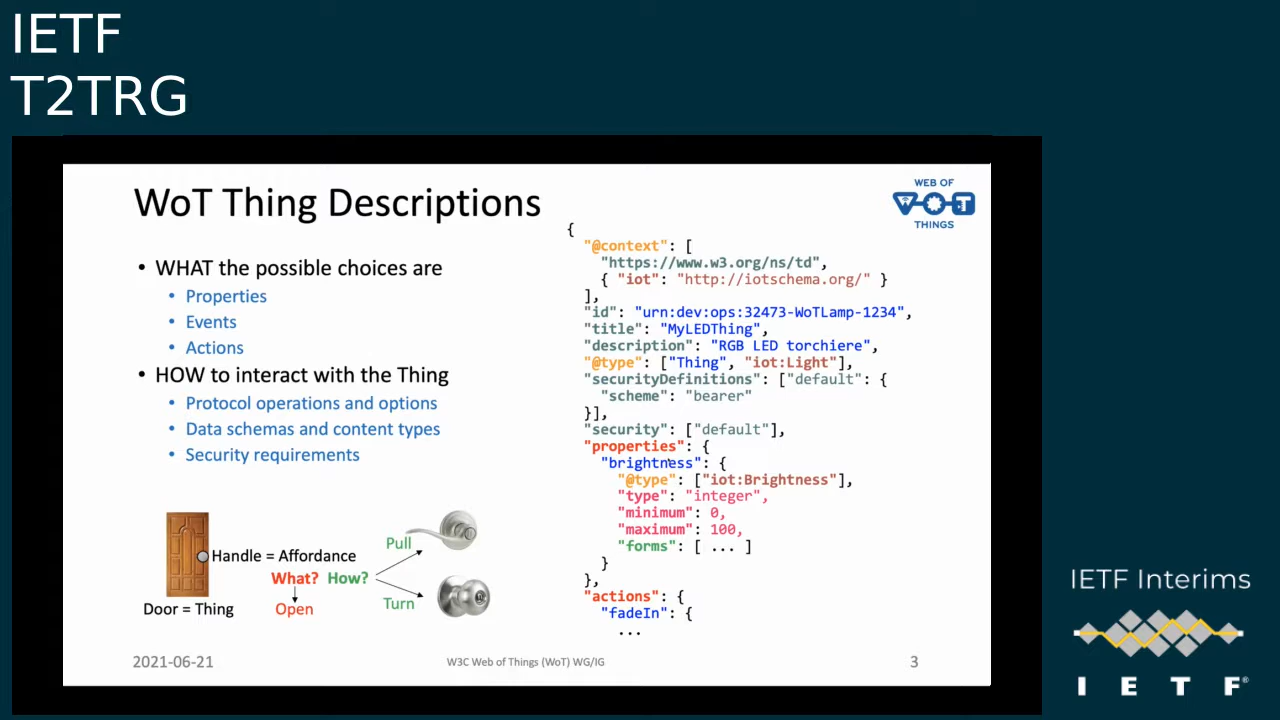 IETF
T2TRG
WoT Thing Descriptions
WEB OF
WOT
THINGS
• WHAT the possible choices are
• Properties
• Events
• Actions
• HOW to interact with the Thing
• Protocol operations and options
• Data schemas and content types
• Security requirements
Handle = Affordance
What? How?
Pull
Turn
Door = Thing
Open
{
"@context": [
"https://www.w3.org/ns/td",
{ "iot": "http://iotschema.org/" }
],
"id": "urn:dev:ops:32473-WoTLamp-1234",
"title": "MyLEDThing",
"description": "RGB LED torchiere",
"@type": ["Thing", "iot:Light"],
"securityDefinitions": ["default": {
"scheme": "bearer"
}],
"security": ["default"],
"properties": {
"brightness": {
"@type": ["iot:Brightness"],
"type": "integer",
"minimum": 0,
"maximum": 100,
"forms": [ ... ]
}
},
"actions": {
"fadeIn": {
...
2021-06-21
W3C Web of Things (WoT) WG/IG
3
IETF Interims
I E T F®